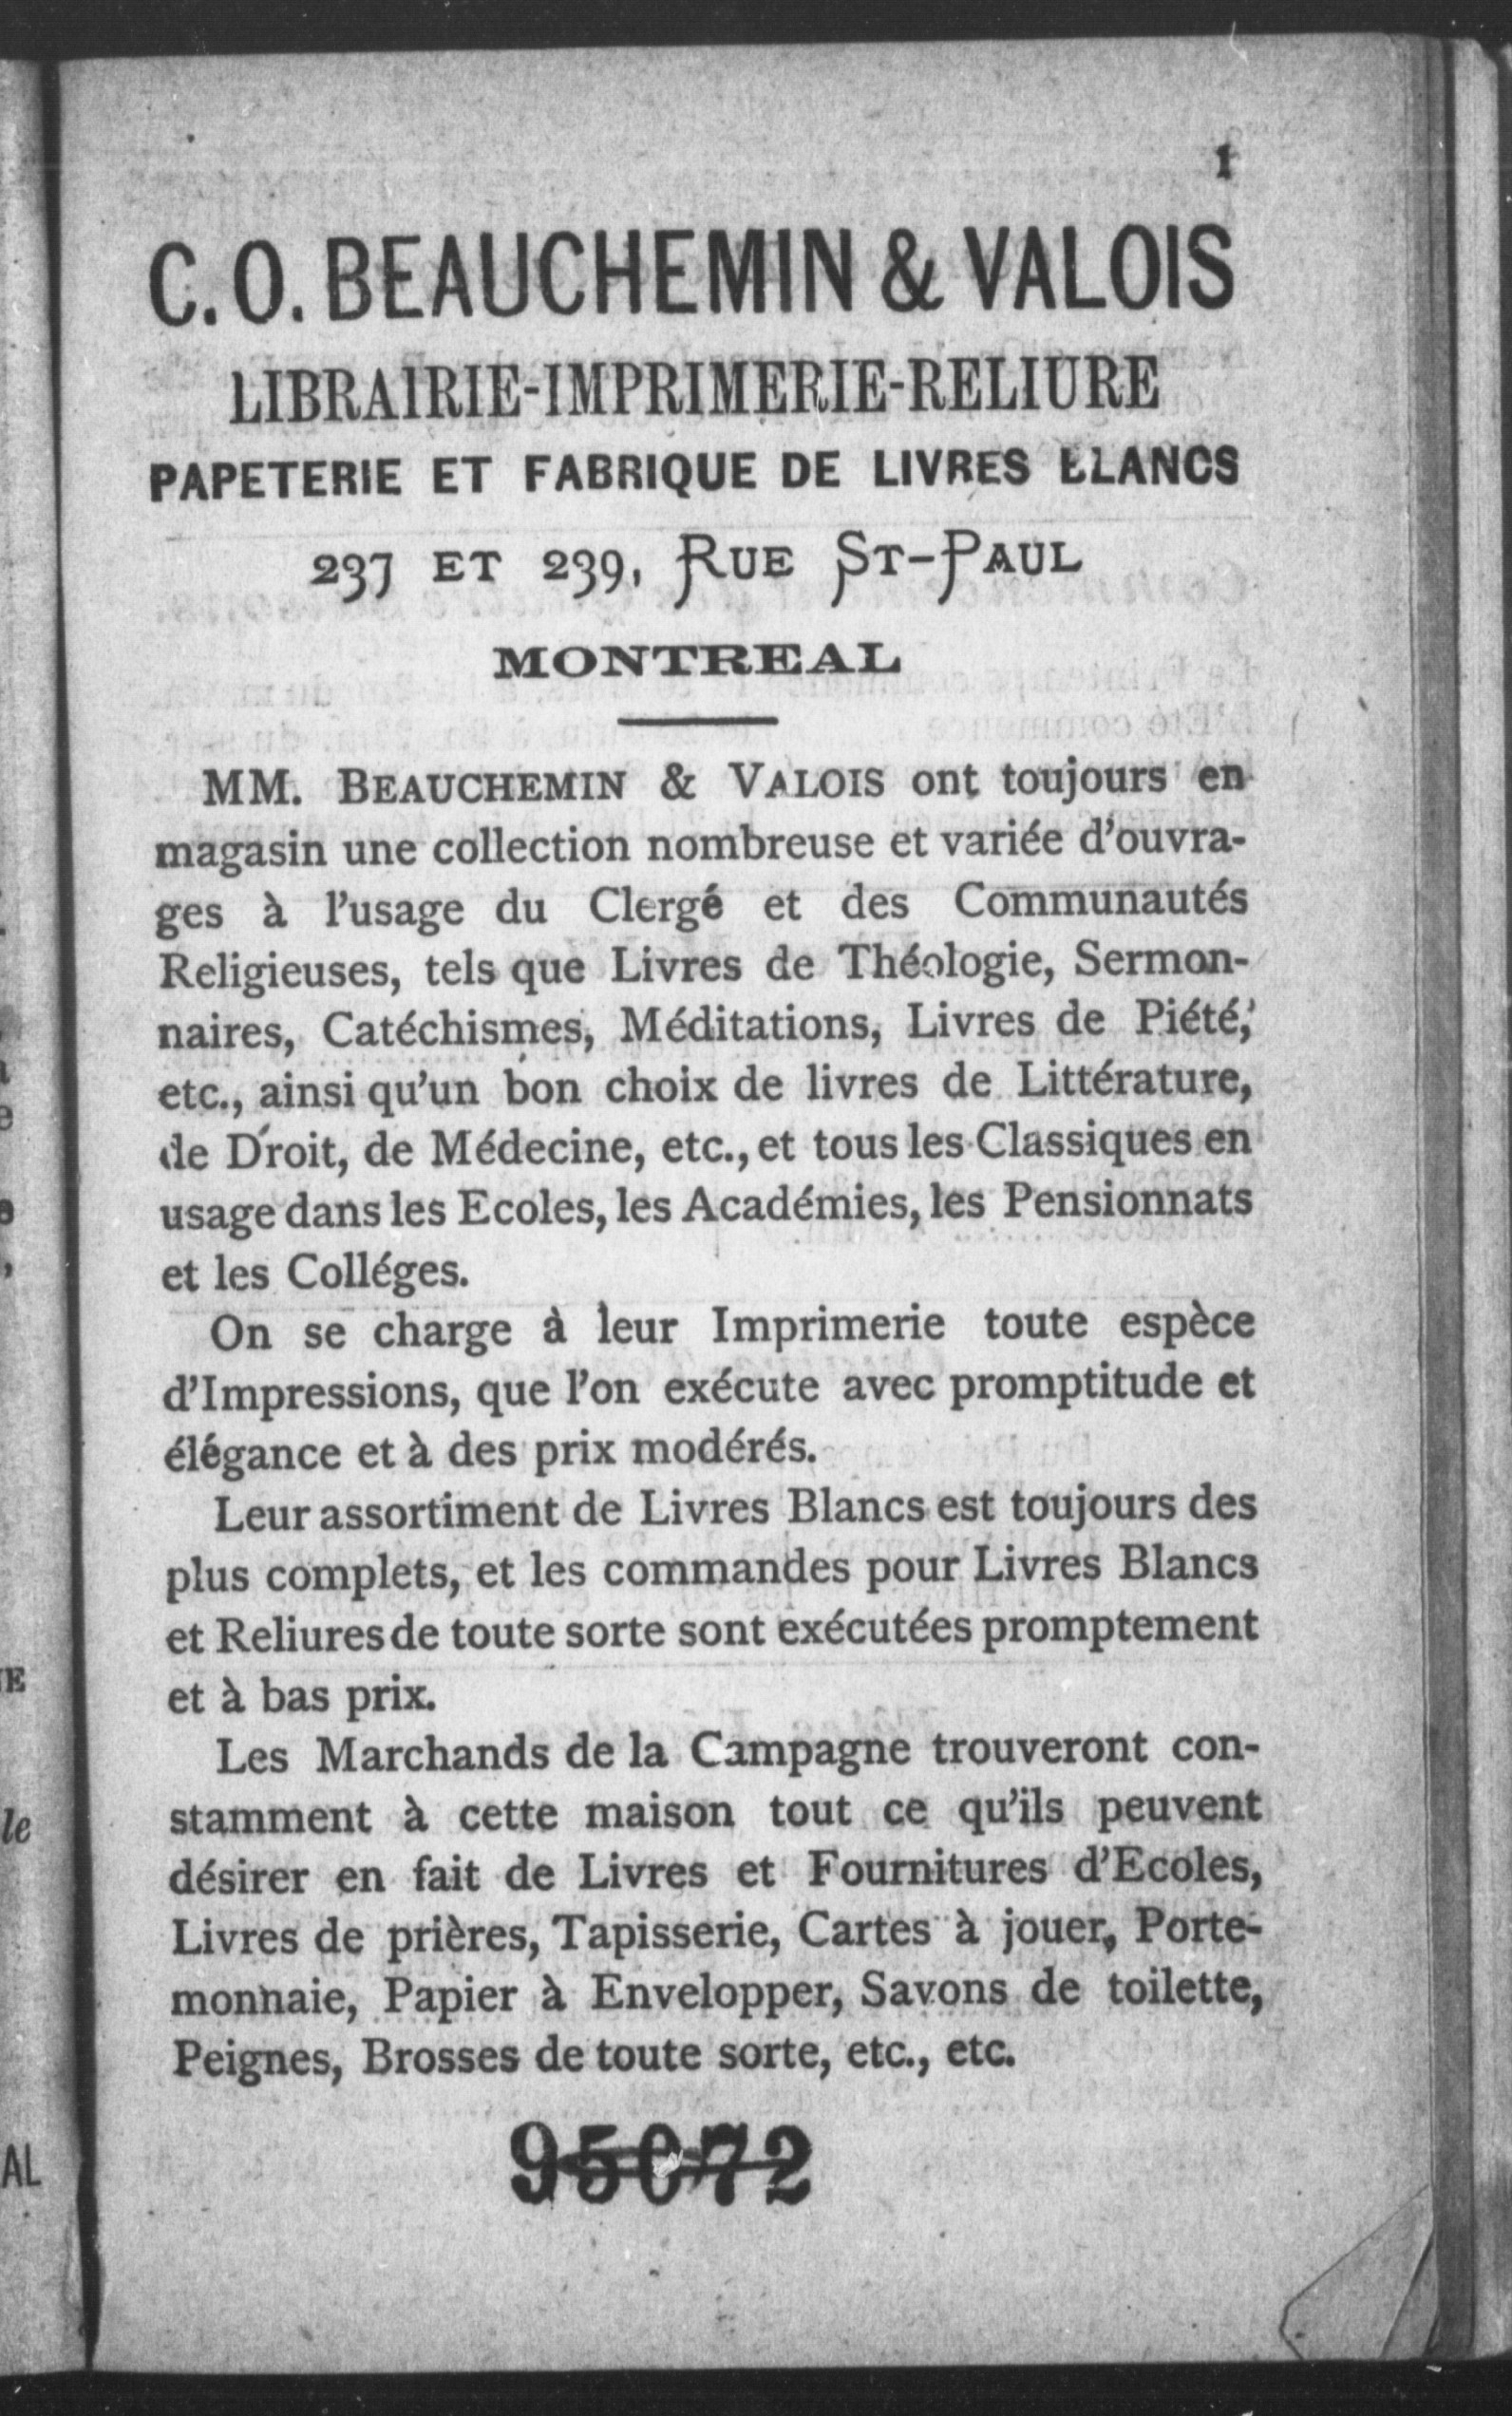 1
C. O. BEAUCHEMIN & VALOIS
LIBRAIRIE-IMPRIMERIE-RELIURE
PAPETERIE ET FABRIQUE DE LIVRES BLANCS
237 ET 239, RUE ST-PAUL
MONTREAL
MM. BEAUCHEMIN & VALOIS ont toujours en
magasin une collection nombreuse et variée d'ouvra-
ges à l'usage du Clergé et des Communautés
Religieuses, tels que Livres de Théologie, Sermon-
naires, Catéchismes, Méditations, Livres de Piété,
etc., ainsi qu'un bon choix de livres de Littérature,
de Droit, de Médecine, etc., et tous les Classiques en
usage dans les Ecoles, les Académies, les Pensionnats
et les Colléges.
On se charge à leur Imprimerie toute espèce
d'Impressions, que l'on exécute avec promptitude et
élégance et à des prix modérés.
Leur assortiment de Livres Blancs est toujours des
plus complets, et les commandes pour Livres Blancs
et Reliures de toute sorte sont exécutées promptement
et à bas prix.
Les Marchands de la Campagne trouveront con-
stamment à cette maison tout ce qu'ils peuvent
désirer en fait de Livres et Fournitures d'Ecoles,
Livres de prières, Tapisserie, Cartes à jouer, Porte-
monnaie, Papier à Envelopper, Savons de toilette,
Peignes, Brosses de toute sorte, etc., etc.
95072